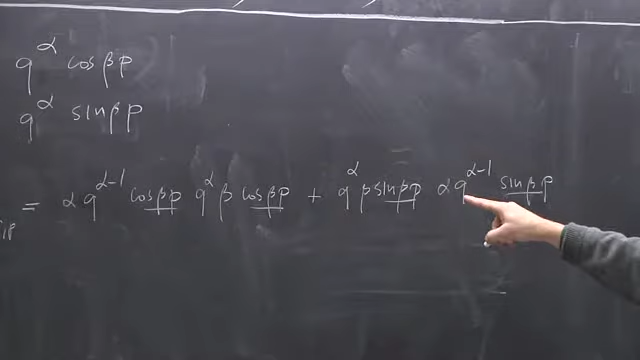 q^α cos βp
q^α sin βp
= α q^{α-1} cos βp q^α β cos βp + q^α β sin βp α q^{α-1} sin βp